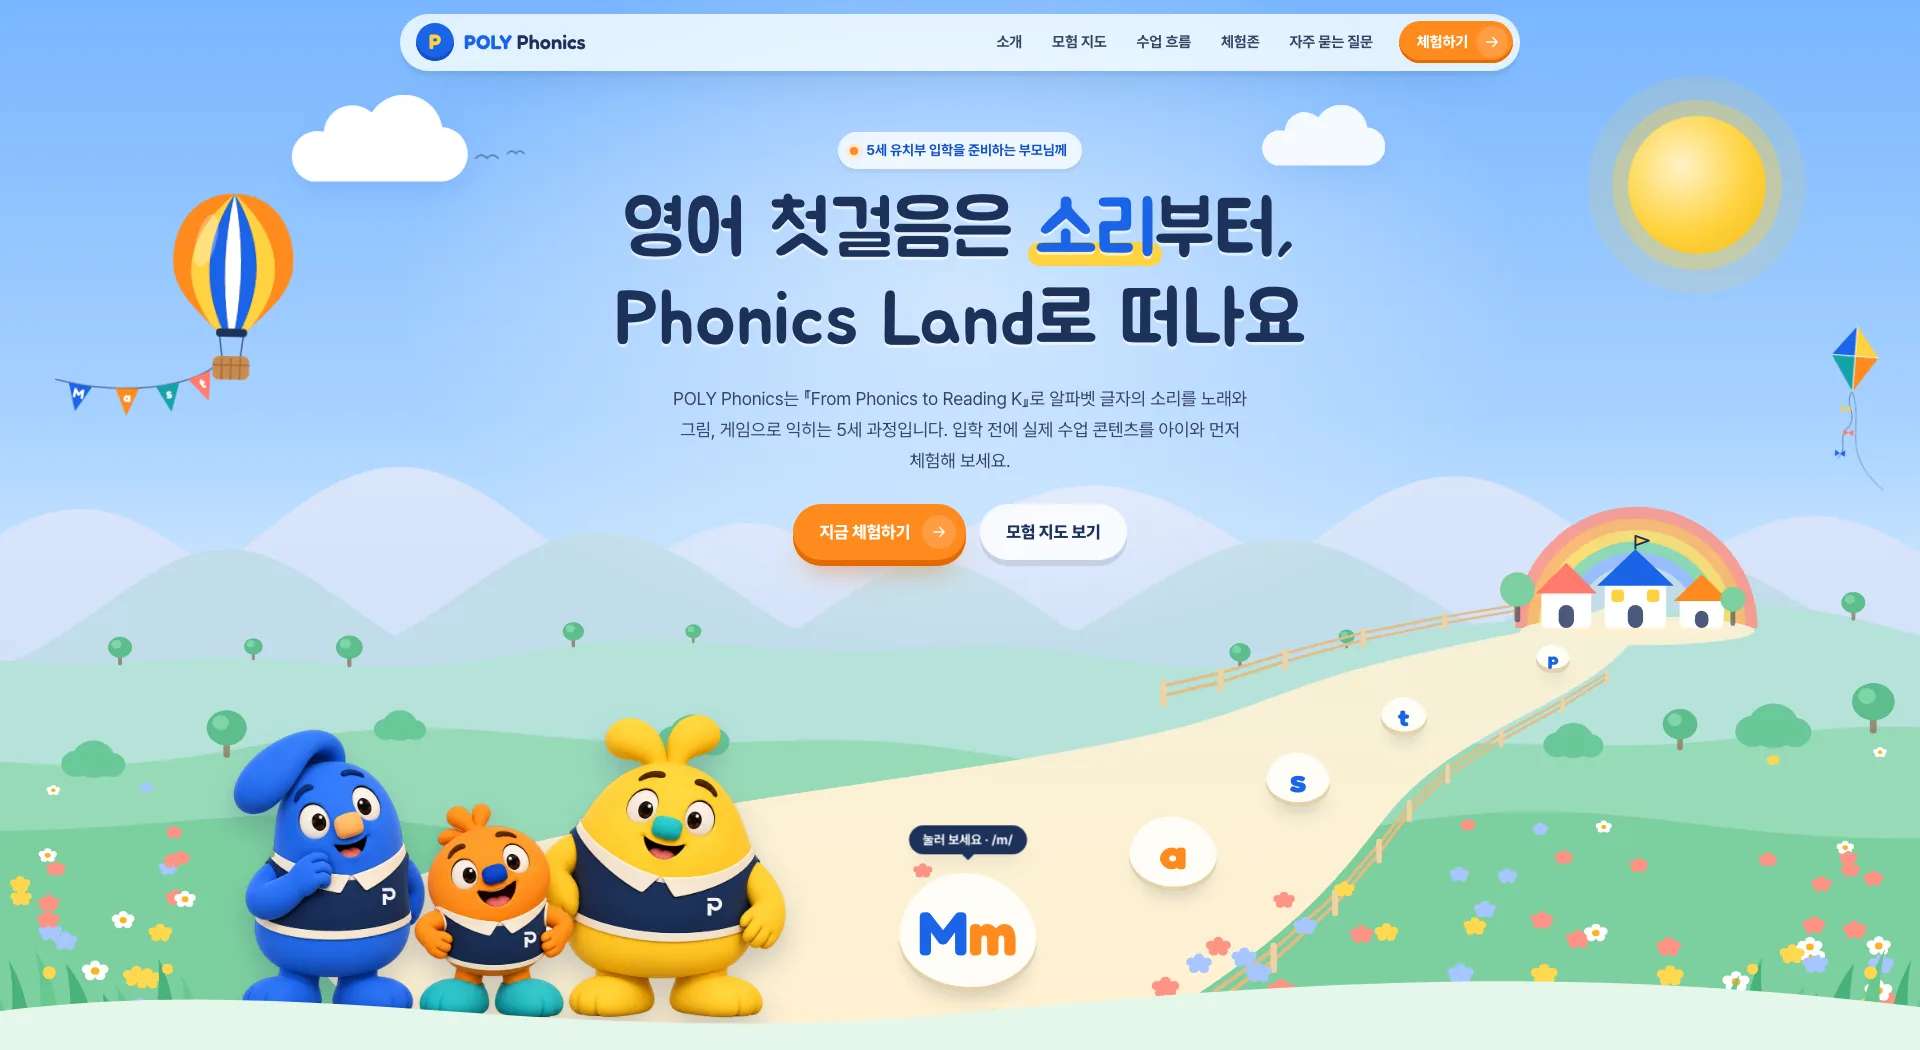 P POLY Phonics
소개 모험 지도 수업 흐름 체험존 자주 묻는 질문 체험하기
5세 유치부 입학을 준비하는 부모님께
영어 첫걸음은 소리부터,
Phonics Land로 떠나요
POLY Phonics는 『From Phonics to Reading K』로 알파벳 글자의 소리를 노래와
그림, 게임으로 익히는 5세 과정입니다. 입학 전에 실제 수업 콘텐츠를 아이와 먼저
체험해 보세요.
지금 체험하기
모험 지도 보기
M a s t
p
t
s
a
눌러 보세요 · /m/
Mm
P
P
P